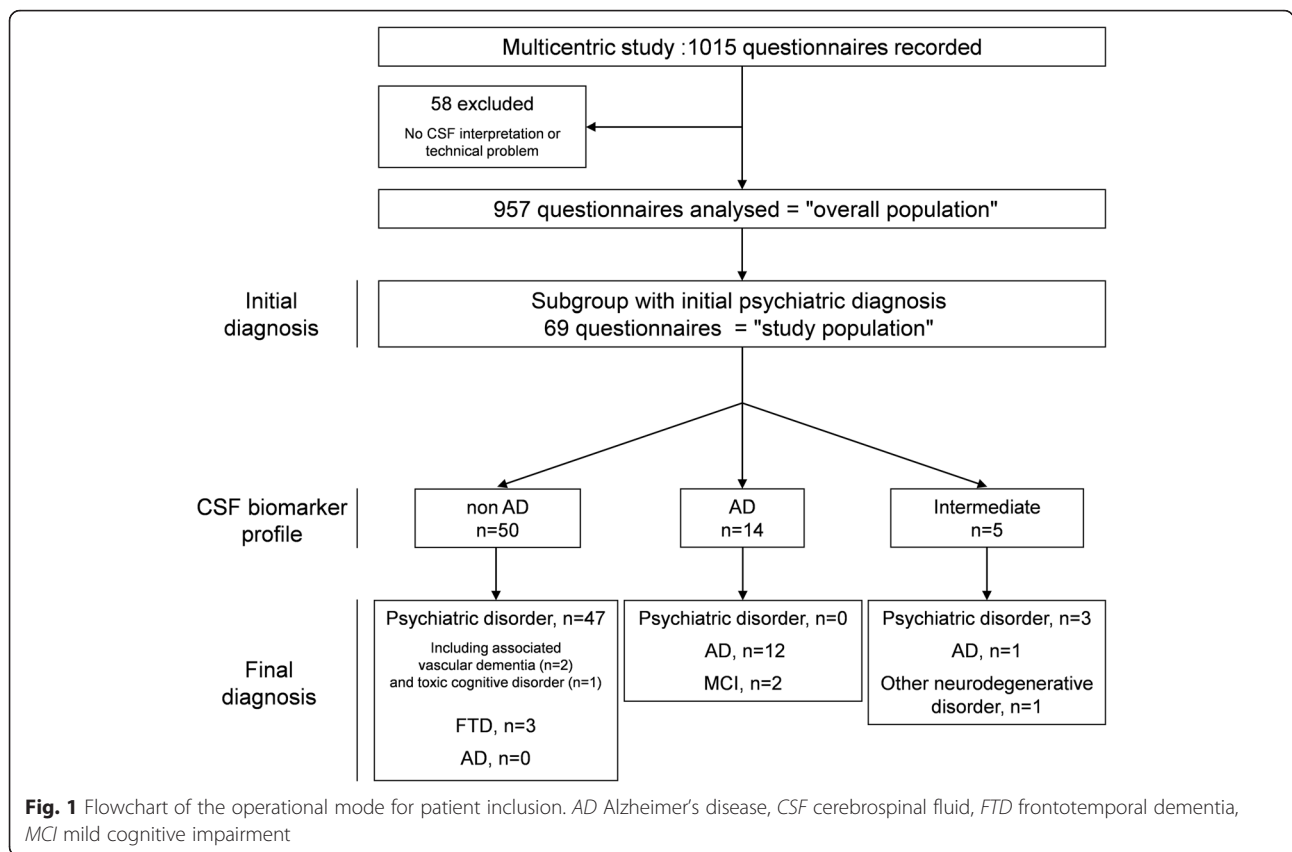 Multicentric study :1015 questionnaires recorded
58 excluded
No CSF interpretation or
technical problem
957 questionnaires analysed = "overall population"
Initial
diagnosis
Subgroup with initial psychiatric diagnosis
69 questionnaires = "study population"
CSF biomarker
profile
non AD
n=50
AD
n=14
Intermediate
n=5
Final
diagnosis
Psychiatric disorder, n=47
Including associated
vascular dementia (n=2)
and toxic cognitive disorder (n=1)
FTD, n=3
AD, n=0
Psychiatric disorder, n=0
AD, n=12
MCI, n=2
Psychiatric disorder, n=3
AD, n=1
Other neurodegenerative
disorder, n=1
Fig. 1 Flowchart of the operational mode for patient inclusion. AD Alzheimer's disease, CSF cerebrospinal fluid, FTD frontotemporal dementia,
MCI mild cognitive impairment